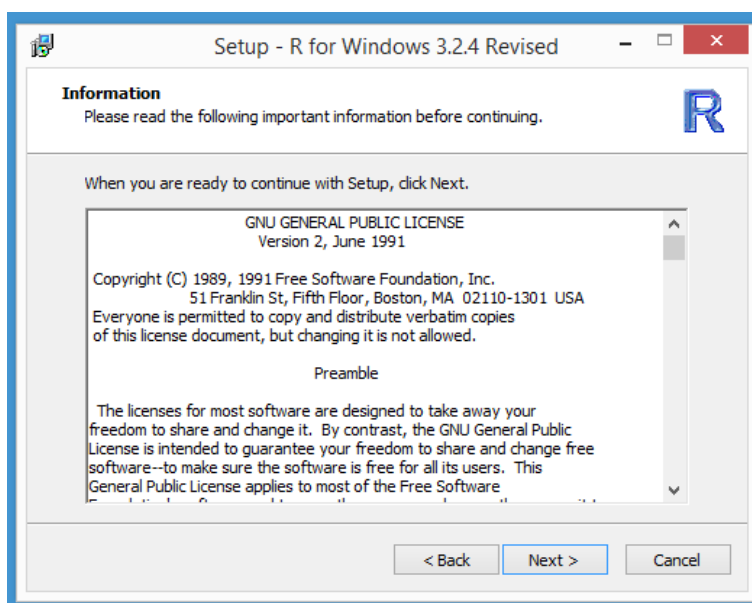 Setup - R for Windows 3.2.4 Revised
Information
Please read the following important information before continuing.
R
When you are ready to continue with Setup, click Next.
GNU GENERAL PUBLIC LICENSE
Version 2, June 1991
Copyright (C) 1989, 1991 Free Software Foundation, Inc.
51 Franklin St, Fifth Floor, Boston, MA 02110-1301 USA
Everyone is permitted to copy and distribute verbatim copies
of this license document, but changing it is not allowed.
Preamble
The licenses for most software are designed to take away your
freedom to share and change it. By contrast, the GNU General Public
License is intended to guarantee your freedom to share and change free
software--to make sure the software is free for all its users. This
General Public License applies to most of the Free Software
< Back Next > Cancel